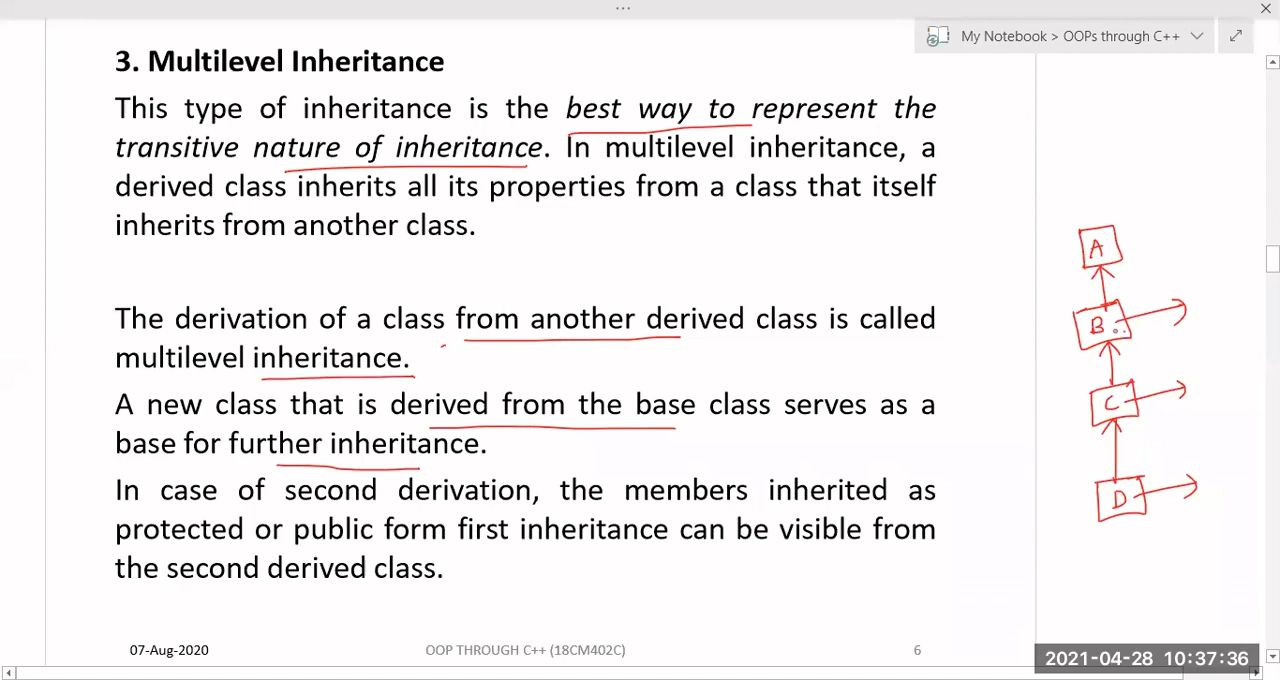 My Notebook > OOPs through C++
3. Multilevel Inheritance
This type of inheritance is the best way to represent the
transitive nature of inheritance. In multilevel inheritance, a
derived class inherits all its properties from a class that itself
inherits from another class.
The derivation of a class from another derived class is called
multilevel inheritance.
A new class that is derived from the base class serves as a
base for further inheritance.
In case of second derivation, the members inherited as
protected or public form first inheritance can be visible from
the second derived class.
A
B
C
D
07-Aug-2020 OOP THROUGH C++ (18CM402C) 6
2021-04-28 10:37:36